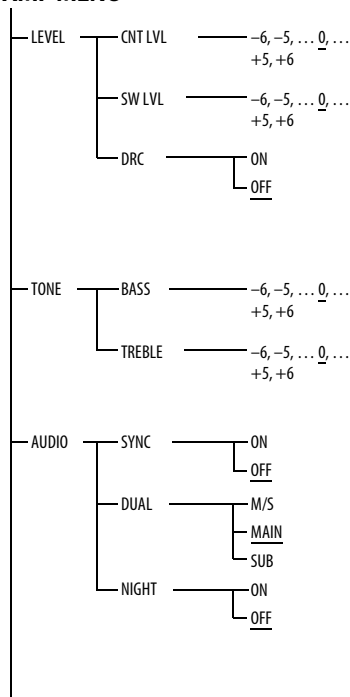 LEVEL CNT LVL –6, –5, … 0, …
+5, +6
SW LVL –6, –5, … 0, …
+5, +6
DRC ON
OFF
TONE BASS –6, –5, … 0, …
+5, +6
TREBLE –6, –5, … 0, …
+5, +6
AUDIO SYNC ON
OFF
DUAL M/S
MAIN
SUB
NIGHT ON
OFF